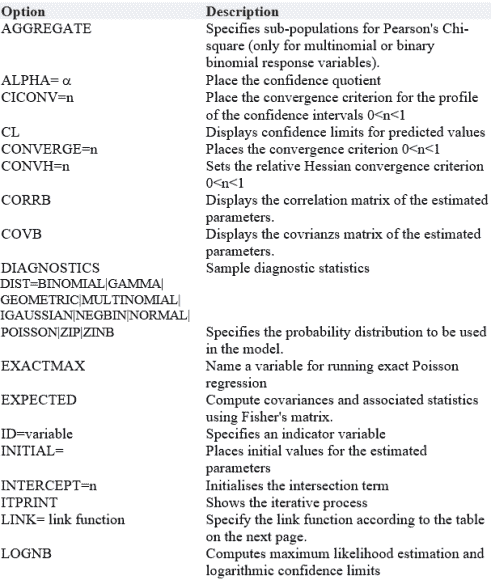 Option Description
AGGREGATE Specifies sub-populations for Pearson's Chi-
square (only for multinomial or binary
binomial response variables).
ALPHA= α Place the confidence quotient
CICONV=n Place the convergence criterion for the profile
of the confidence intervals 0<n<1
CL Displays confidence limits for predicted values
CONVERGE=n Places the convergence criterion 0<n<1
CONVH=n Sets the relative Hessian convergence criterion
0<n<1
CORRB Displays the correlation matrix of the estimated
parameters.
COVB Displays the covrianzs matrix of the estimated
parameters.
DIAGNOSTICS Sample diagnostic statistics
DIST=BINOMIAL|GAMMA|
GEOMETRIC|MULTINOMIAL|
IGAUSSIAN|NEGBIN|NORMAL|
POISSON|ZIP|ZINB Specifies the probability distribution to be used
in the model.
EXACTMAX Name a variable for running exact Poisson
regression
EXPECTED Compute covariances and associated statistics
using Fisher's matrix.
ID=variable Specifies an indicator variable
INITIAL= Places initial values for the estimated
parameters
INTERCEPT=n Initialises the intersection term
ITPRINT Shows the iterative process
LINK= link function Specify the link function according to the table
on the next page.
LOGNB Computes maximum likelihood estimation and
logarithmic confidence limits